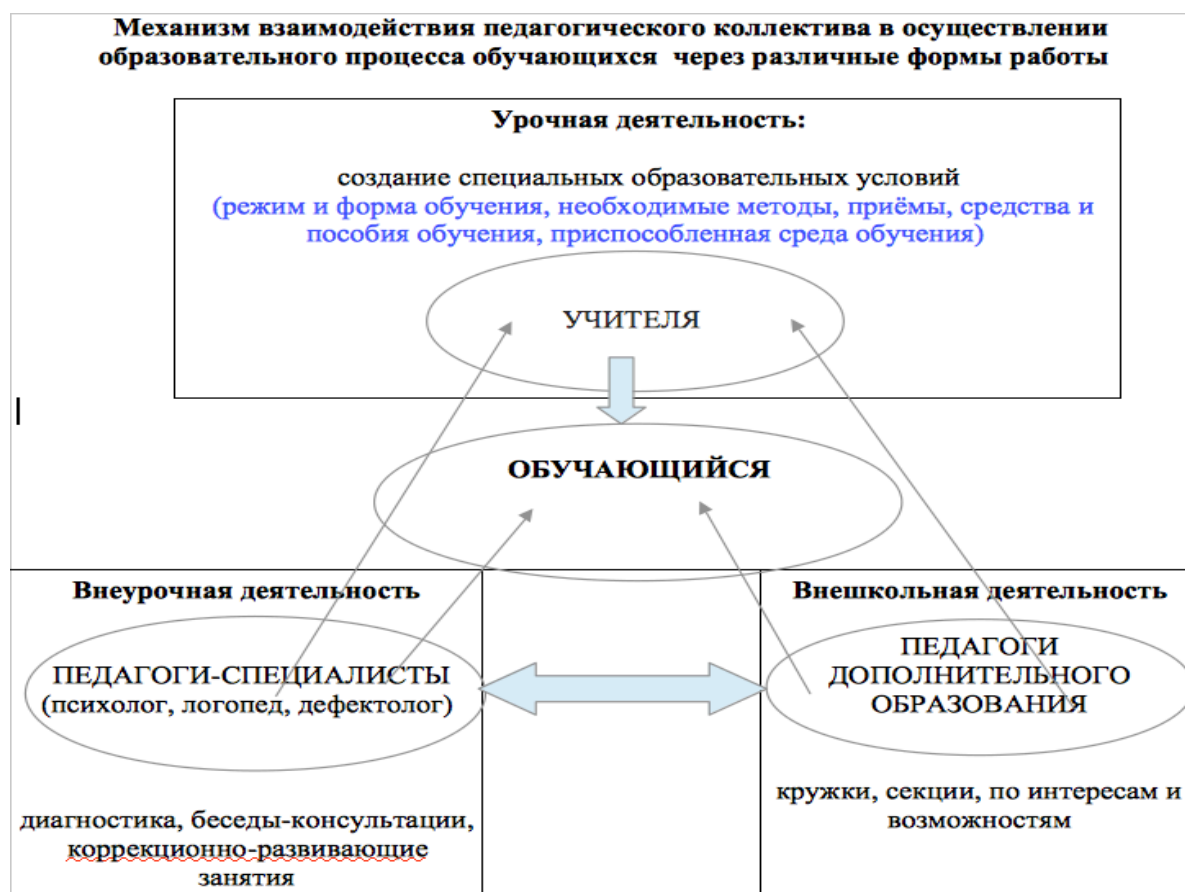 Механизм взаимодействия педагогического коллектива в осуществлении
образовательного процесса обучающихся через различные формы работы
Урочная деятельность:
создание специальных образовательных условий
(режим и форма обучения, необходимые методы, приёмы, средства и
пособия обучения, приспособленная среда обучения)
УЧИТЕЛЯ
ОБУЧАЮЩИЙСЯ
Внеурочная деятельность
ПЕДАГОГИ-СПЕЦИАЛИСТЫ
(психолог, логопед, дефектолог)
диагностика, беседы-консультации,
коррекционно-развивающие
занятия
Внешкольная деятельность
ПЕДАГОГИ
ДОПОЛНИТЕЛЬНОГО
ОБРАЗОВАНИЯ
кружки, секции, по интересам и
возможностям